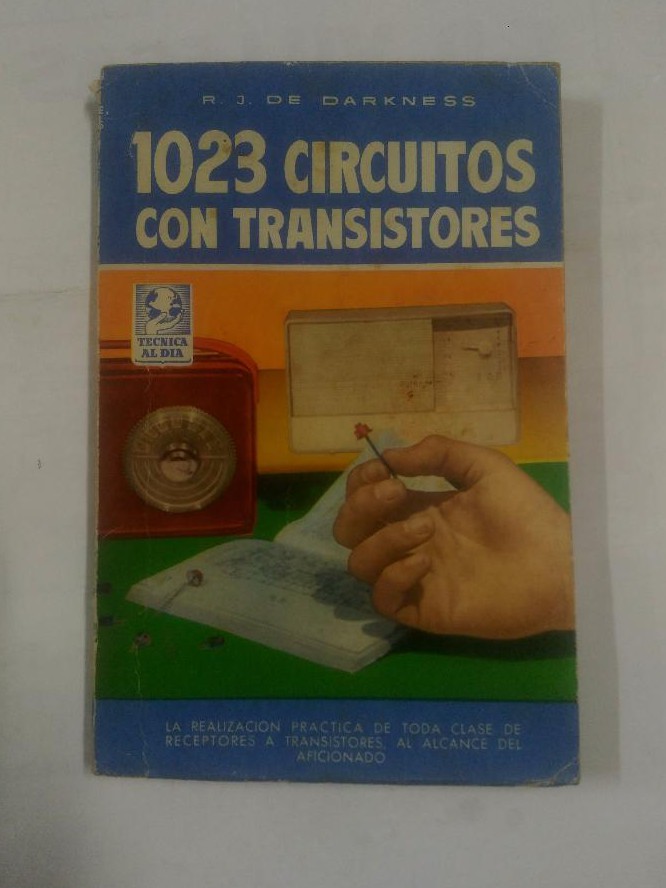 R. J. DE DARKNESS
1023 CIRCUITOS
CON TRANSISTORES
TECNICA
AL DIA
LA REALIZACION PRACTICA DE TODA CLASE DE
RECEPTORES A TRANSISTORES, AL ALCANCE DEL
AFICIONADO